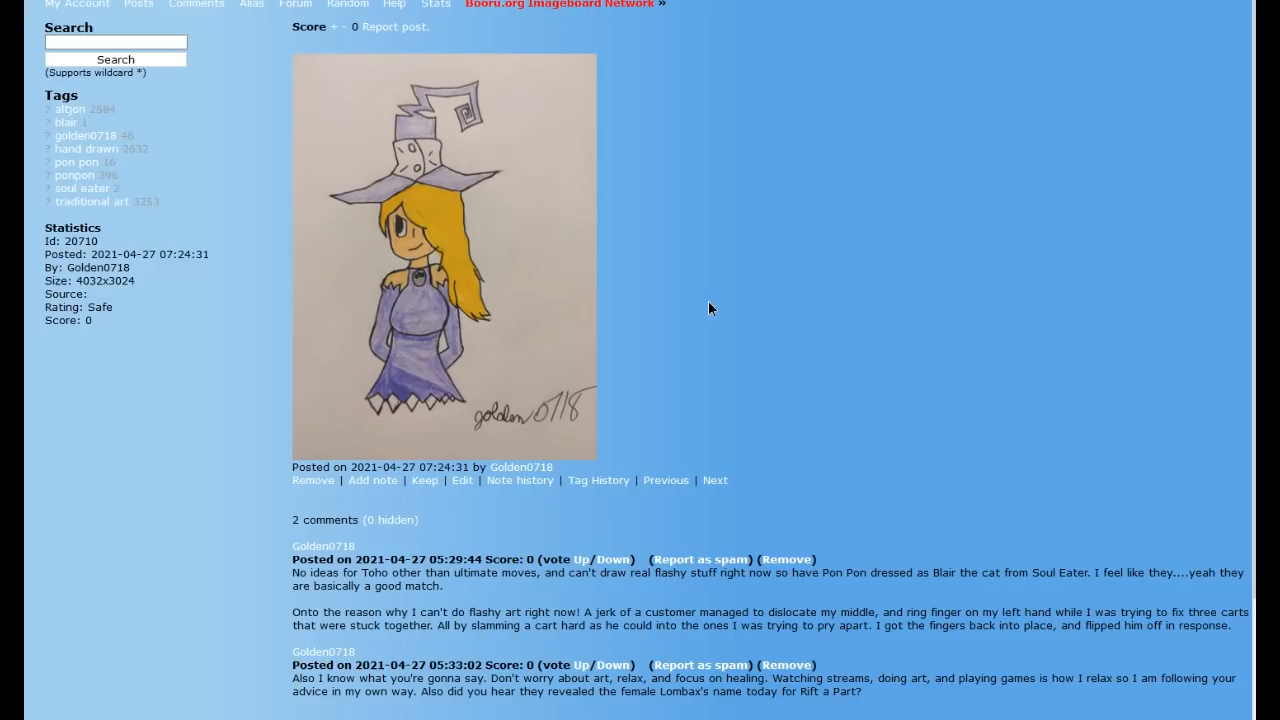 My Account Posts Comments Alias Forum Random Help Stats Booru.org Imageboard Network »
Search
Search
(Supports wildcard *)
Tags
? altjon 2584
? blair 1
? golden0718 46
? hand drawn 2632
? pon pon 16
? ponpon 396
? soul eater 2
? traditional art 3253
Statistics
Id: 20710
Posted: 2021-04-27 07:24:31
By: Golden0718
Size: 4032x3024
Source:
Rating: Safe
Score: 0
Score + - 0 Report post.
golden0718
Posted on 2021-04-27 07:24:31 by Golden0718
Remove | Add note | Keep | Edit | Note history | Tag History | Previous | Next
2 comments (0 hidden)
Golden0718
Posted on 2021-04-27 05:29:44 Score: 0 (vote Up/Down) (Report as spam) (Remove)
No ideas for Toho other than ultimate moves, and can't draw real flashy stuff right now so have Pon Pon dressed as Blair the cat from Soul Eater. I feel like they....yeah they
are basically a good match.
Onto the reason why I can't do flashy art right now! A jerk of a customer managed to dislocate my middle, and ring finger on my left hand while I was trying to fix three carts
that were stuck together. All by slamming a cart hard as he could into the ones I was trying to pry apart. I got the fingers back into place, and flipped him off in response.
Golden0718
Posted on 2021-04-27 05:33:02 Score: 0 (vote Up/Down) (Report as spam) (Remove)
Also I know what you're gonna say. Don't worry about art, relax, and focus on healing. Watching streams, doing art, and playing games is how I relax so I am following your
advice in my own way. Also did you hear they revealed the female Lombax's name today for Rift a Part?